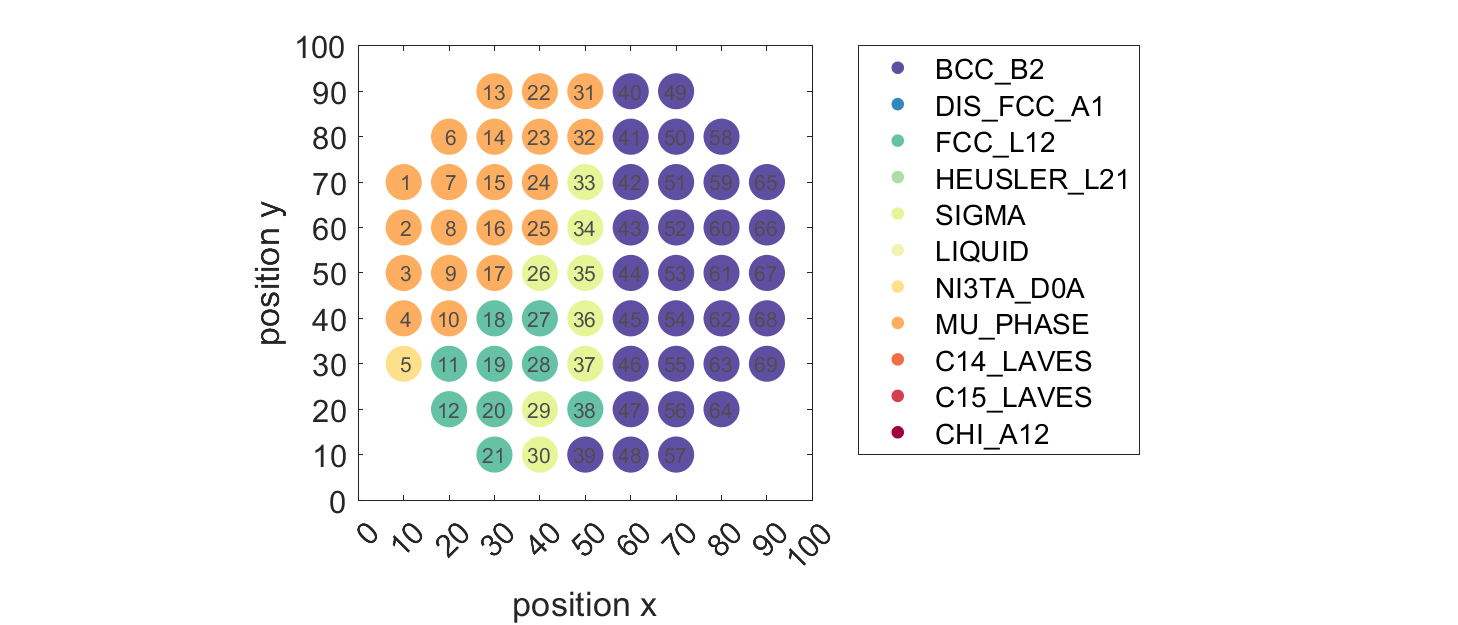 100
90 13 22 31 40 49
80 6 14 23 32 41 50 58
70 1 7 15 24 33 42 51 59 65
60 2 8 16 25 34 43 52 60 66
50 3 9 17 26 35 44 53 61 67
40 4 10 18 27 36 45 54 62 68
30 5 11 19 28 37 46 55 63 69
20 12 20 29 38 47 56 64
10 21 30 39 48 57
0
0 10 20 30 40 50 60 70 80 90 100
position x
position y
BCC_B2
DIS_FCC_A1
FCC_L12
HEUSLER_L21
SIGMA
LIQUID
NI3TA_D0A
MU_PHASE
C14_LAVES
C15_LAVES
CHI_A12